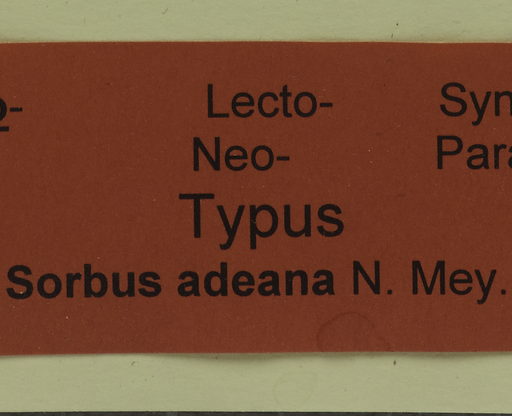 Lecto- Syn
Neo- Para
Typus
Sorbus adeana N. Mey.